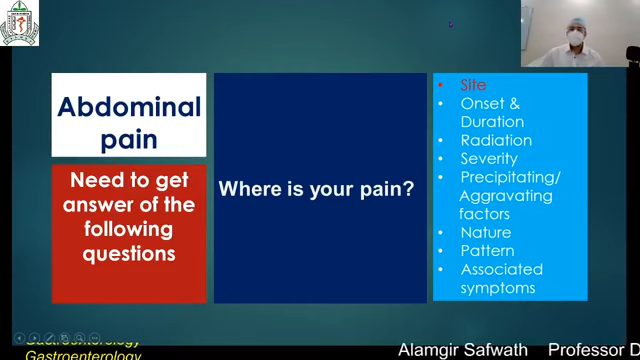 Abdominal
pain
Need to get
answer of the
following
questions
Where is your pain?
• Site
• Onset &
Duration
• Radiation
• Severity
• Precipitating/
Aggravating
factors
• Nature
• Pattern
• Associated
symptoms
Gastroenterology
Gastroenterology
Alamgir Safwath Professor D